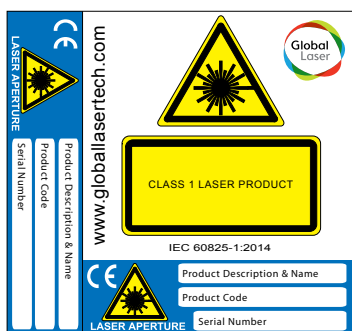 CE
LASER APERTURE
Product Description & Name
Product Code
Serial Number
www.globallasertech.com
Global
Laser
CLASS 1 LASER PRODUCT
IEC 60825-1:2014
CE
LASER APERTURE
Product Description & Name
Product Code
Serial Number